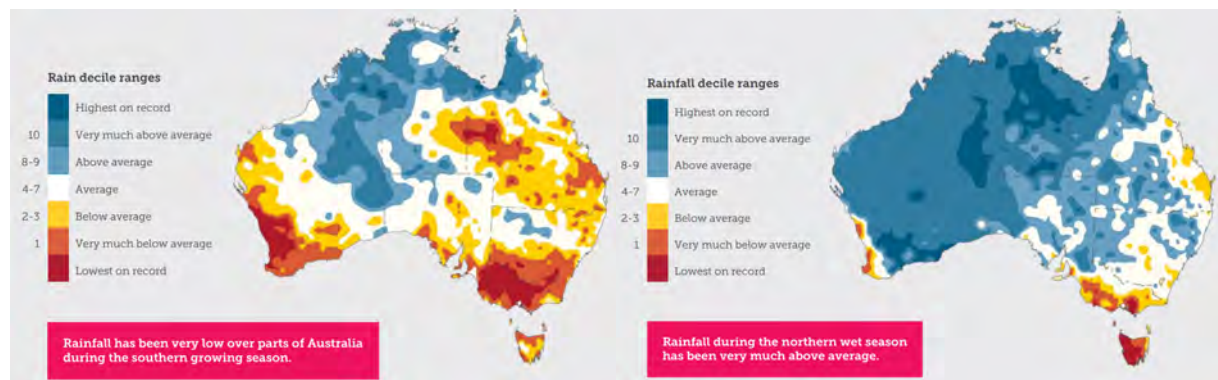 Rain decile ranges
Highest on record
10 Very much above average
8-9 Above average
4-7 Average
2-3 Below average
1 Very much below average
Lowest on record
Rainfall has been very low over parts of Australia
during the southern growing season.
Rainfall decile ranges
Highest on record
10 Very much above average
8-9 Above average
4-7 Average
2-3 Below average
1 Very much below average
Lowest on record
Rainfall during the northern wet season
has been very much above average.